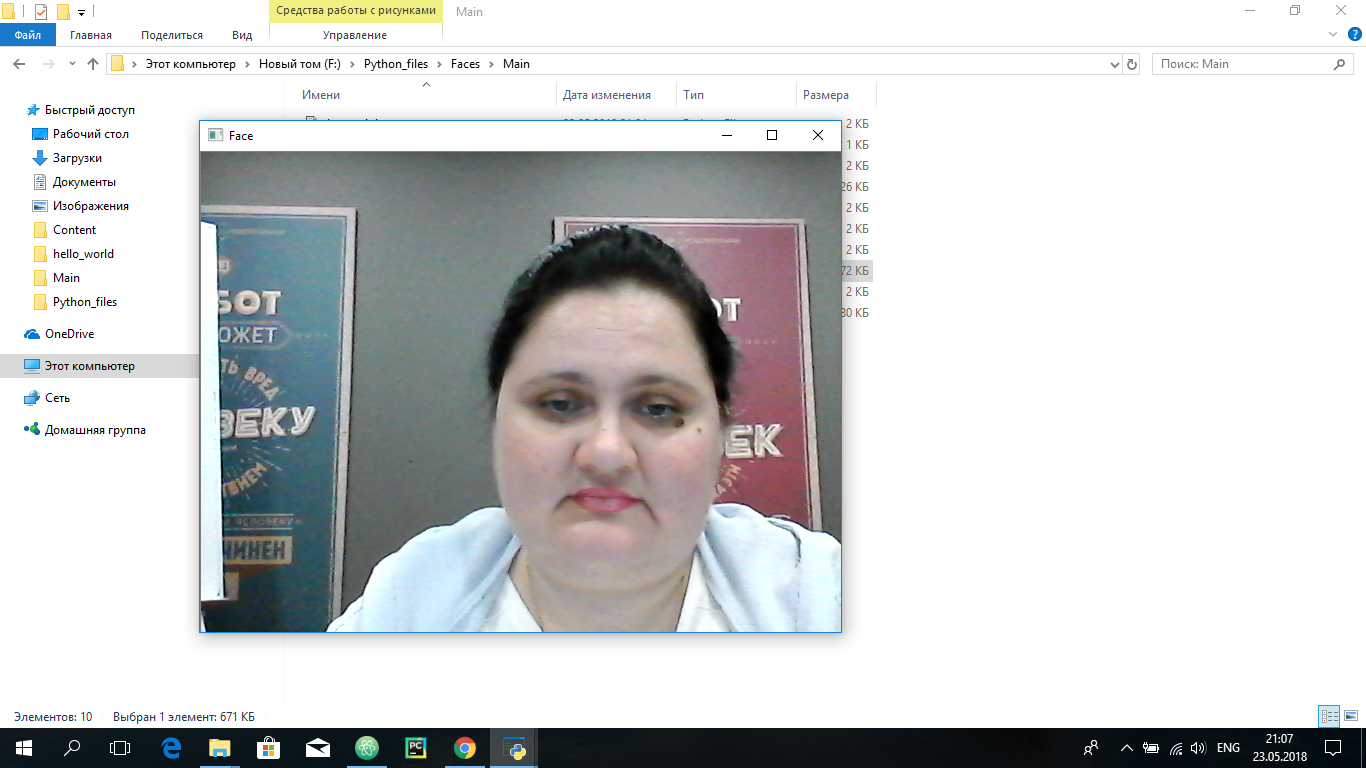 Средства работы с рисунками
Main
Файл
Главная
Поделиться
Вид
Управление
Этот компьютер
Новый том (F:)
Python_files
Faces
Main
Поиск: Main
Имени
Дата изменения
Тип
Размера
Быстрый доступ
Рабочий стол
Загрузки
Документы
Изображения
Content
hello_world
Main
Python_files
OneDrive
Этот компьютер
Сеть
Домашняя группа
2 КБ
1 КБ
2 КБ
26 КБ
2 КБ
2 КБ
2 КБ
72 КБ
2 КБ
30 КБ
Face
БОТ
ОЖЕТ
ТЬ ВРЕД
ВЕКУ
ТВИЕМ
ЧИНЕН
ОТ
ЕК
Элементов: 10
Выбран 1 элемент: 671 КБ
PC
ENG
21:07
23.05.2018